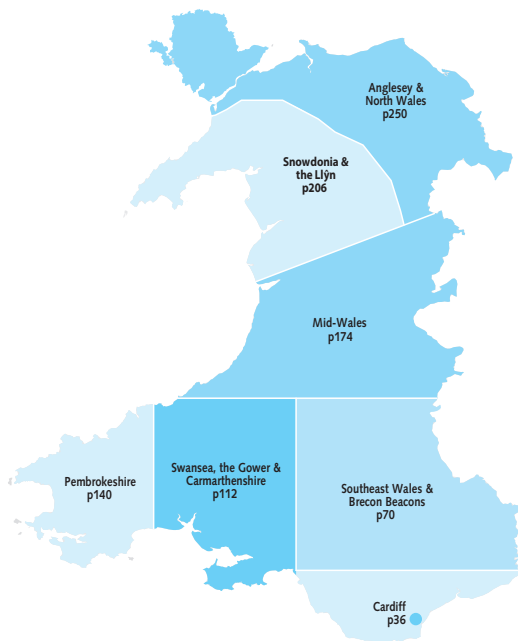 Anglesey &
North Wales
p250
Snowdonia &
the Llŷn
p206
Mid-Wales
p174
Swansea, the Gower &
Carmarthenshire
p112
Pembrokeshire
p140
Southeast Wales &
Brecon Beacons
p70
Cardiff
p36